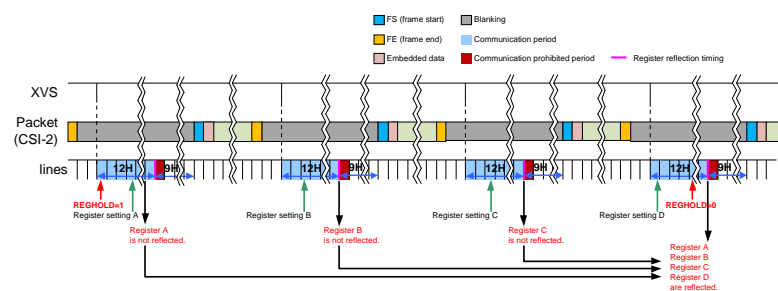 FS (frame start)
Blanking
FE (frame end)
Communication period
Embedded data
Communication prohibited period
Register reflection timing
XVS
Packet
(CSI-2)
lines
12H
9H
12H
9H
12H
9H
12H
9H
REGHOLD=1
Register setting A
Register setting B
Register setting C
Register setting D
REGHOLD=0
Register A
is not reflected.
Register B
is not reflected.
Register C
is not reflected.
Register A
Register B
Register C
Register D
are reflected.